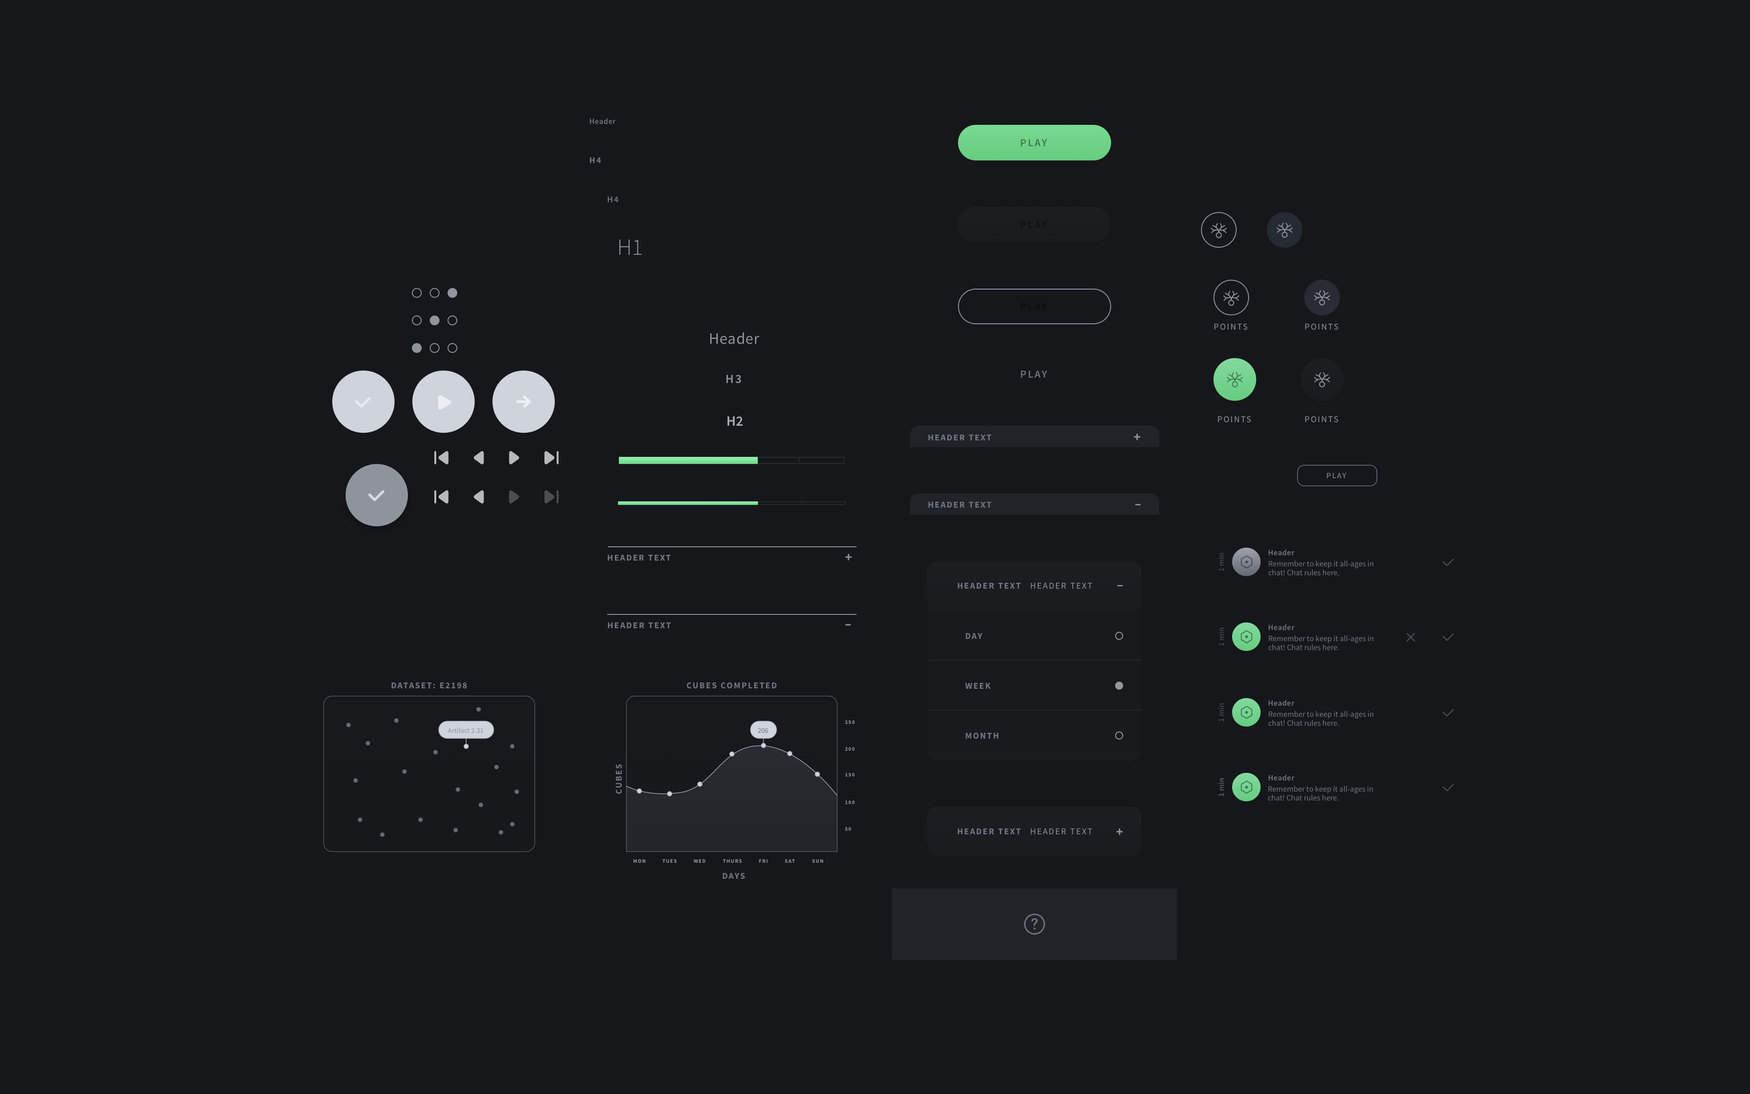 Header
H4
H4
H1
Header
H3
H2
HEADER TEXT
HEADER TEXT
DATASET: E2198
Artifact 2.31
CUBES COMPLETED
206
250
200
150
100
50
CUBES
MON TUES WED THURS FRI SAT SUN
DAYS
PLAY
PLAY
PLAY
PLAY
HEADER TEXT
HEADER TEXT
HEADER TEXT HEADER TEXT
DAY
WEEK
MONTH
HEADER TEXT HEADER TEXT
?
POINTS POINTS
POINTS POINTS
PLAY
1 min
Header
Remember to keep it all-ages in
chat! Chat rules here.
1 min
Header
Remember to keep it all-ages in
chat! Chat rules here.
1 min
Header
Remember to keep it all-ages in
chat! Chat rules here.
1 min
Header
Remember to keep it all-ages in
chat! Chat rules here.